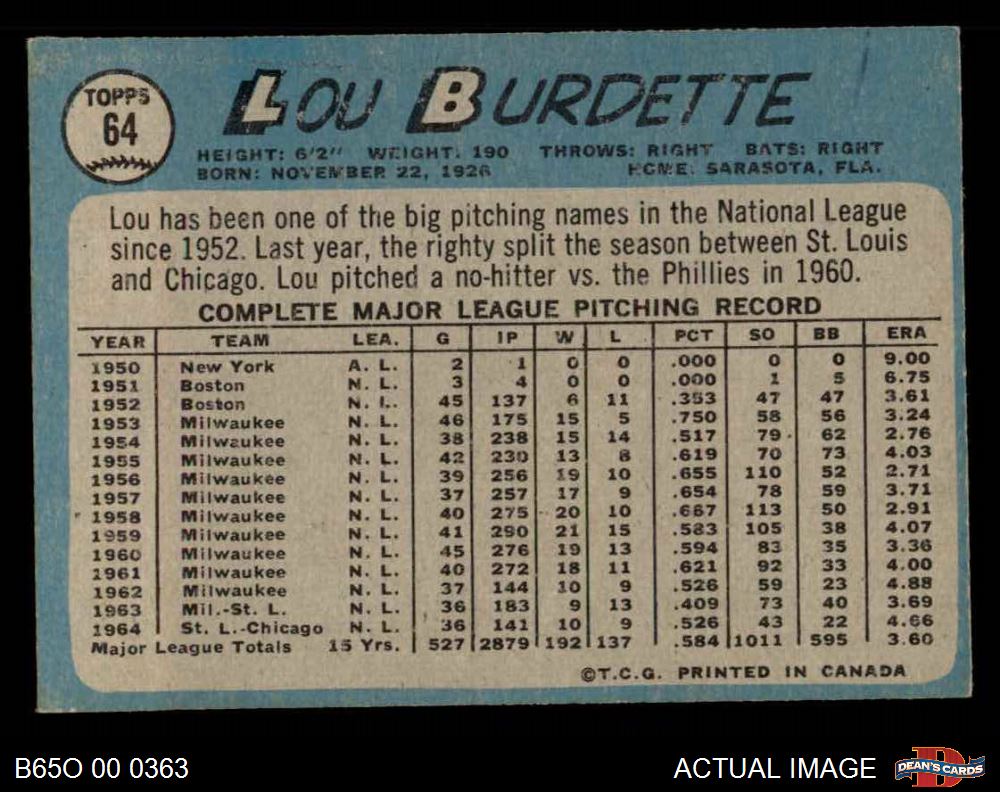 TOPPS
64
LOU BURDETTE
HEIGHT: 6'2" WEIGHT: 190 THROWS: RIGHT BATS: RIGHT
BORN: NOVEMBER 22, 1926 HOME: SARASOTA, FLA.
Lou has been one of the big pitching names in the National League
since 1952. Last year, the righty split the season between St. Louis
and Chicago. Lou pitched a no-hitter vs. the Phillies in 1960.
COMPLETE MAJOR LEAGUE PITCHING RECORD
YEAR TEAM LEA. G IP W L PCT SO BB ERA
1950 New York A. L. 2 1 0 0 .000 0 0 9.00
1951 Boston N. L. 3 4 0 0 .000 1 5 6.75
1952 Boston N. L. 45 137 6 11 .353 47 47 3.61
1953 Milwaukee N. L. 46 175 15 5 .750 58 56 3.24
1954 Milwaukee N. L. 38 238 15 14 .517 79 62 2.76
1955 Milwaukee N. L. 42 230 13 8 .619 70 73 4.03
1956 Milwaukee N. L. 39 256 19 10 .655 110 52 2.71
1957 Milwaukee N. L. 37 257 17 9 .654 78 59 3.71
1958 Milwaukee N. L. 40 275 20 10 .667 113 50 2.91
1959 Milwaukee N. L. 41 290 21 15 .583 105 38 4.07
1960 Milwaukee N. L. 45 276 19 13 .594 83 35 3.36
1961 Milwaukee N. L. 40 272 18 11 .621 92 33 4.00
1962 Milwaukee N. L. 37 144 10 9 .526 59 23 4.88
1963 Mil.-St. L. N. L. 36 183 9 13 .409 73 40 3.69
1964 St. L.-Chicago N. L. 36 141 10 9 .526 43 22 4.66
Major League Totals 15 Yrs. 527 2879 192 137 .584 1011 595 3.60
©T.C.G. PRINTED IN CANADA
B65O 00 0363
ACTUAL IMAGE
D
DEAN'S CARDS